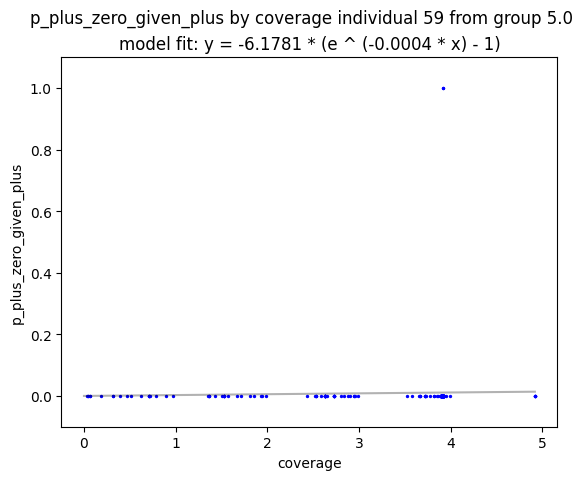 p_plus_zero_given_plus by coverage individual 59 from group 5.0
model fit: y = -6.1781 * (e ^ (-0.0004 * x) - 1)
1.0
0.8
0.6
0.4
0.2
0.0
p_plus_zero_given_plus
0 1 2 3 4 5
coverage